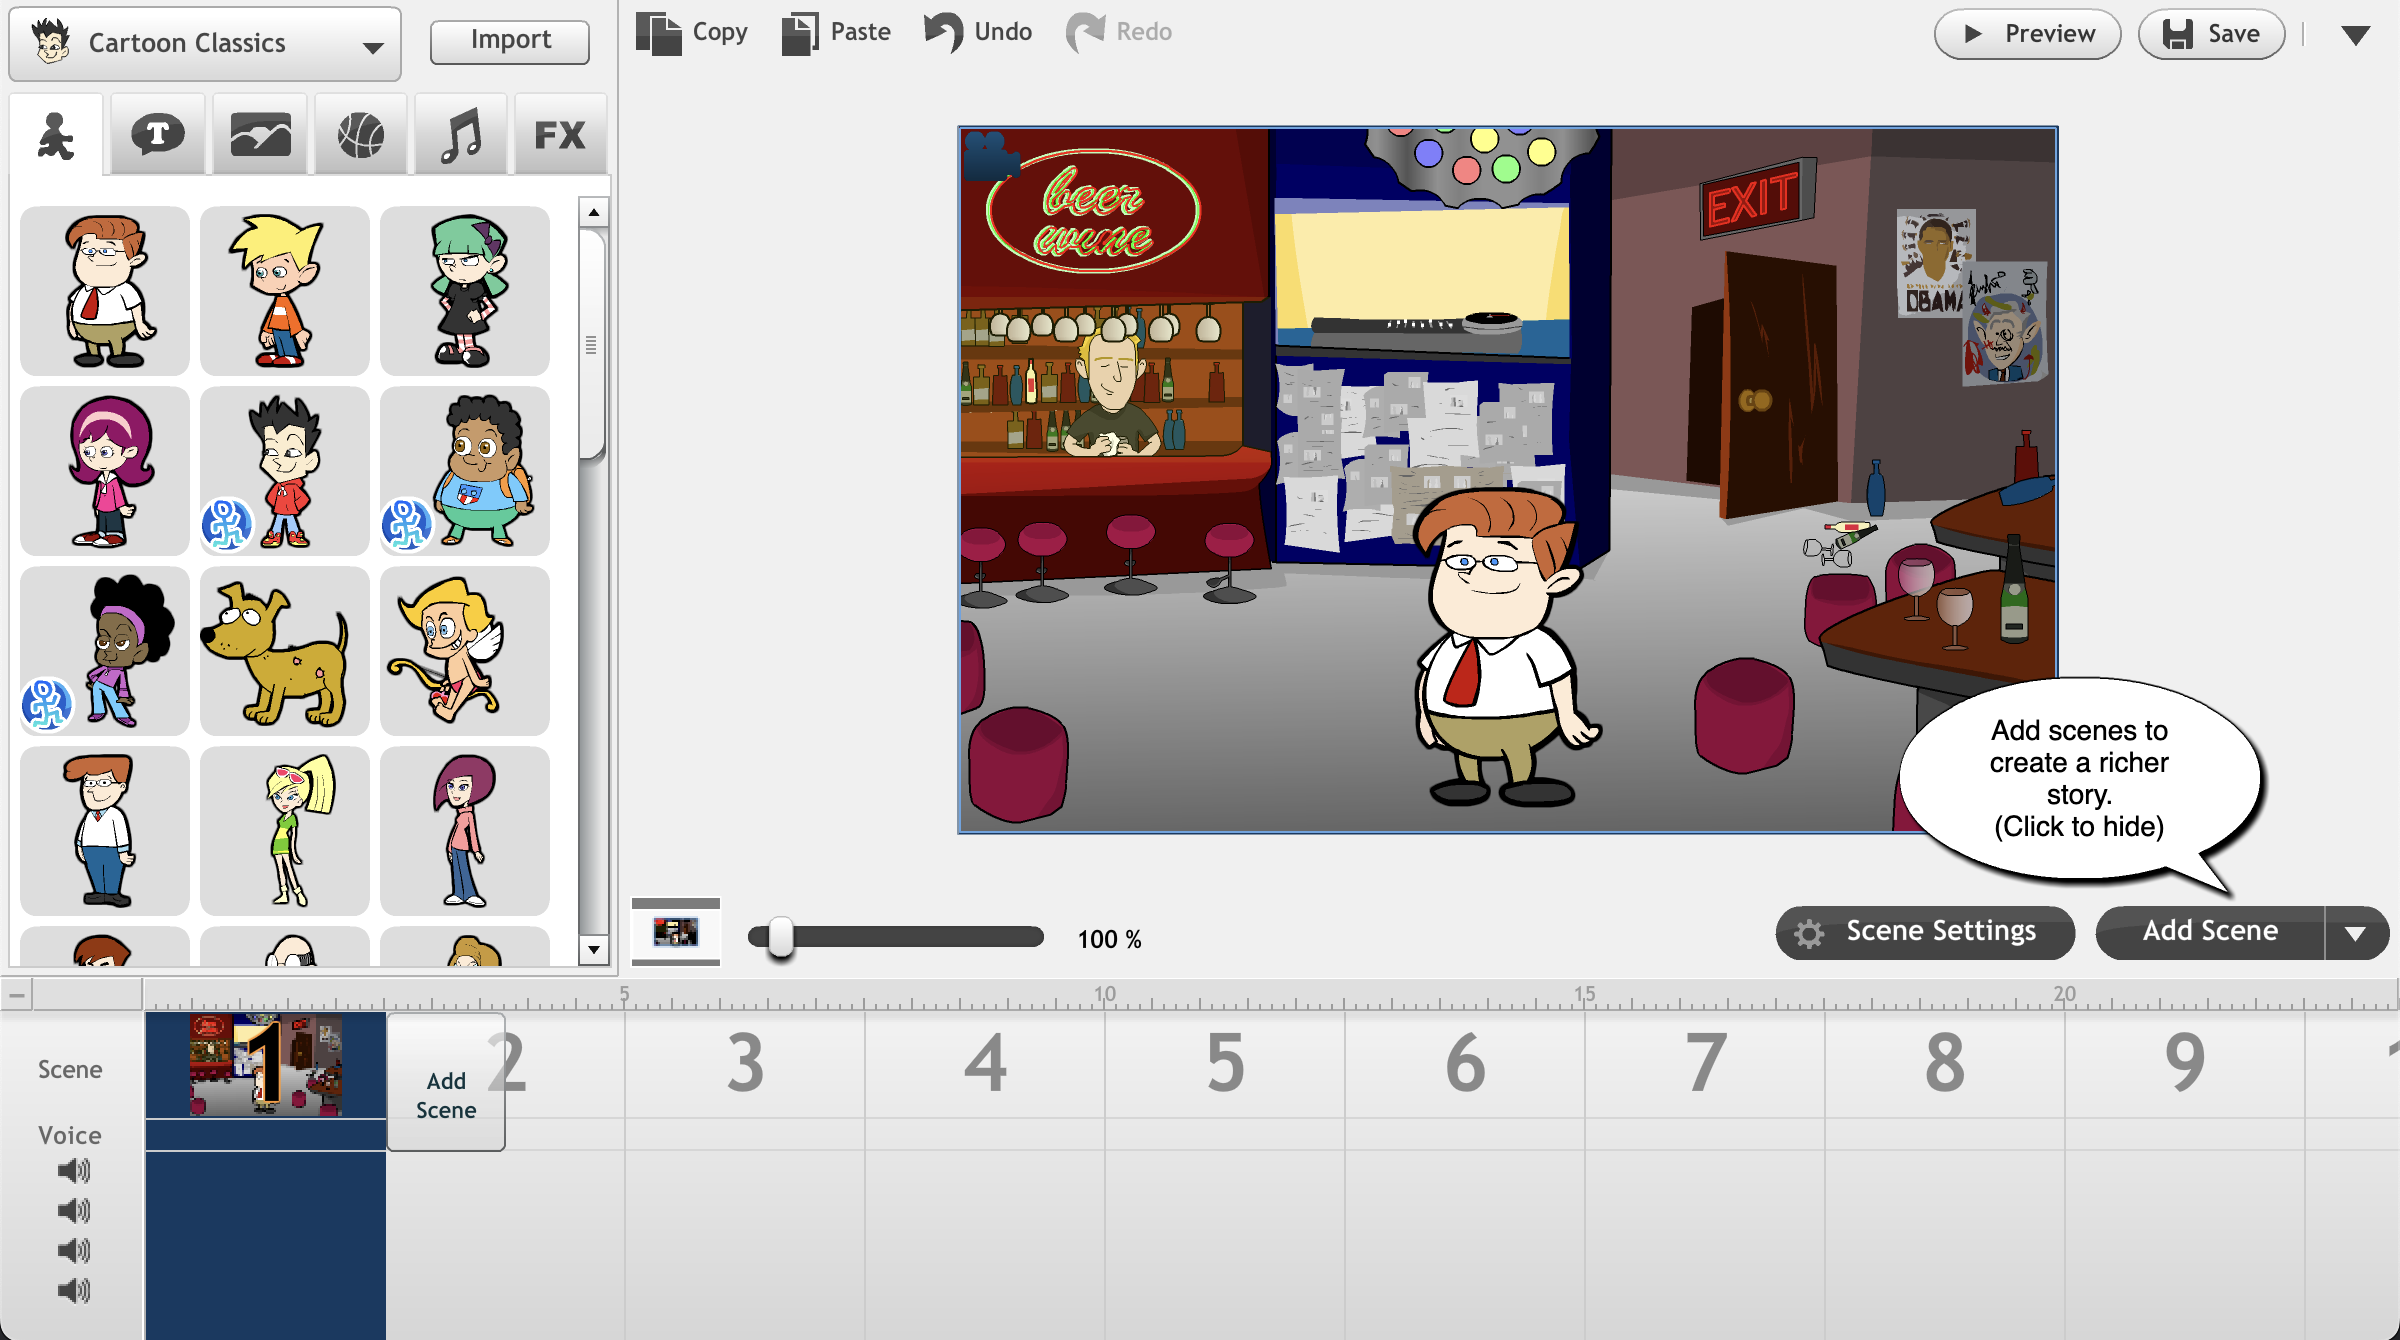 Cartoon Classics
Import
Copy
Paste
Undo
Redo
Preview
Save
T
FX
beer
wine
EXIT
OBAMA
Add scenes to
create a richer
story.
(Click to hide)
100 %
Scene Settings
Add Scene
5
10
15
20
Scene
1
Add
Scene
2
3
4
5
6
7
8
9
Voice